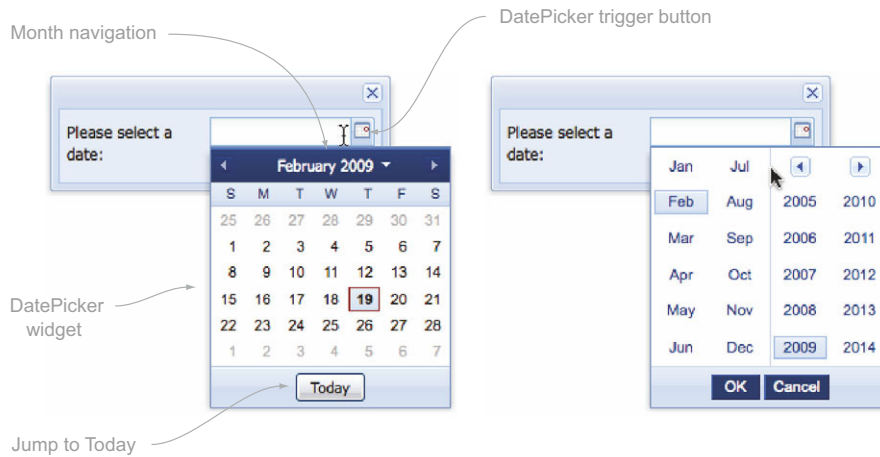 DatePicker trigger button
Month navigation
Please select a
date:
February 2009
S M T W T F S
25 26 27 28 29 30 31
1 2 3 4 5 6 7
8 9 10 11 12 13 14
15 16 17 18 19 20 21
22 23 24 25 26 27 28
1 2 3 4 5 6 7
Today
DatePicker
widget
Jump to Today
Please select a
date:
Jan Jul
Feb Aug 2005 2010
Mar Sep 2006 2011
Apr Oct 2007 2012
May Nov 2008 2013
Jun Dec 2009 2014
OK Cancel